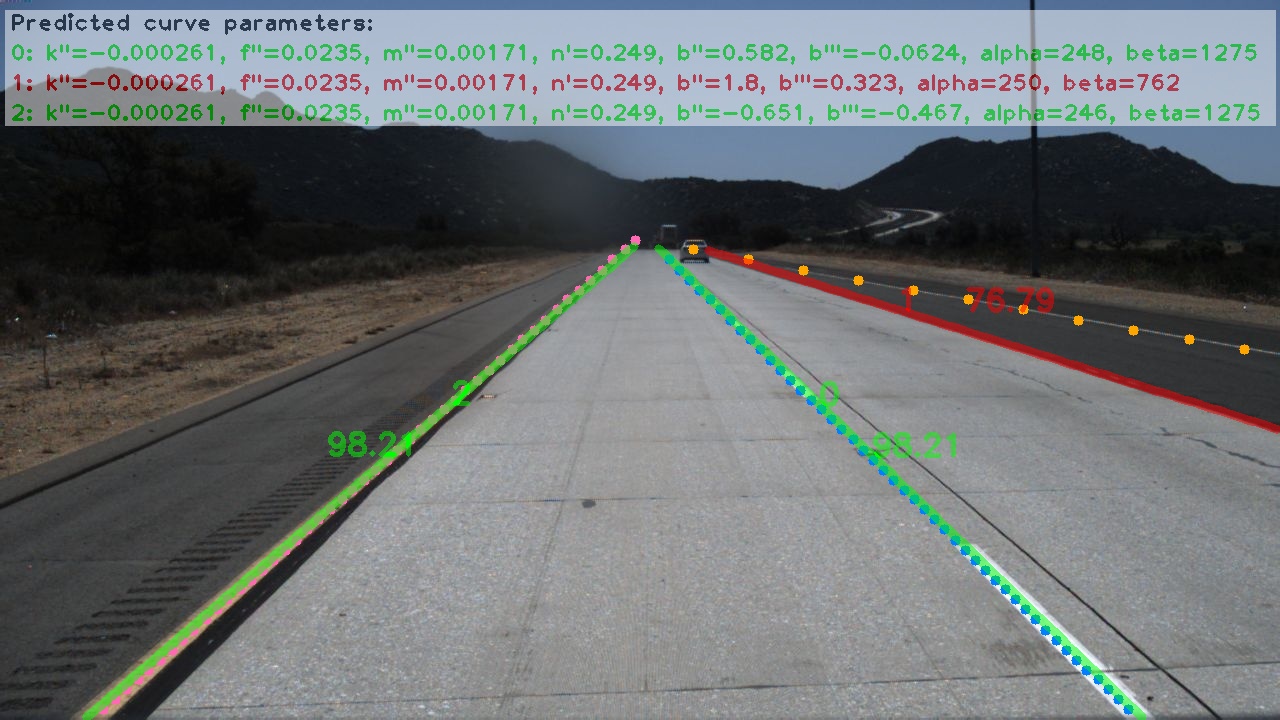 Predicted curve parameters:
0: k''=-0.000261, f''=0.0235, m''=0.00171, n'=0.249, b''=0.582, b'''=-0.0624, alpha=248, beta=1275
1: k''=-0.000261, f''=0.0235, m''=0.00171, n'=0.249, b''=1.8, b'''=0.323, alpha=250, beta=762
2: k''=-0.000261, f''=0.0235, m''=0.00171, n'=0.249, b''=-0.651, b'''=-0.467, alpha=246, beta=1275
1 76.79
2 0
98.21 98.21